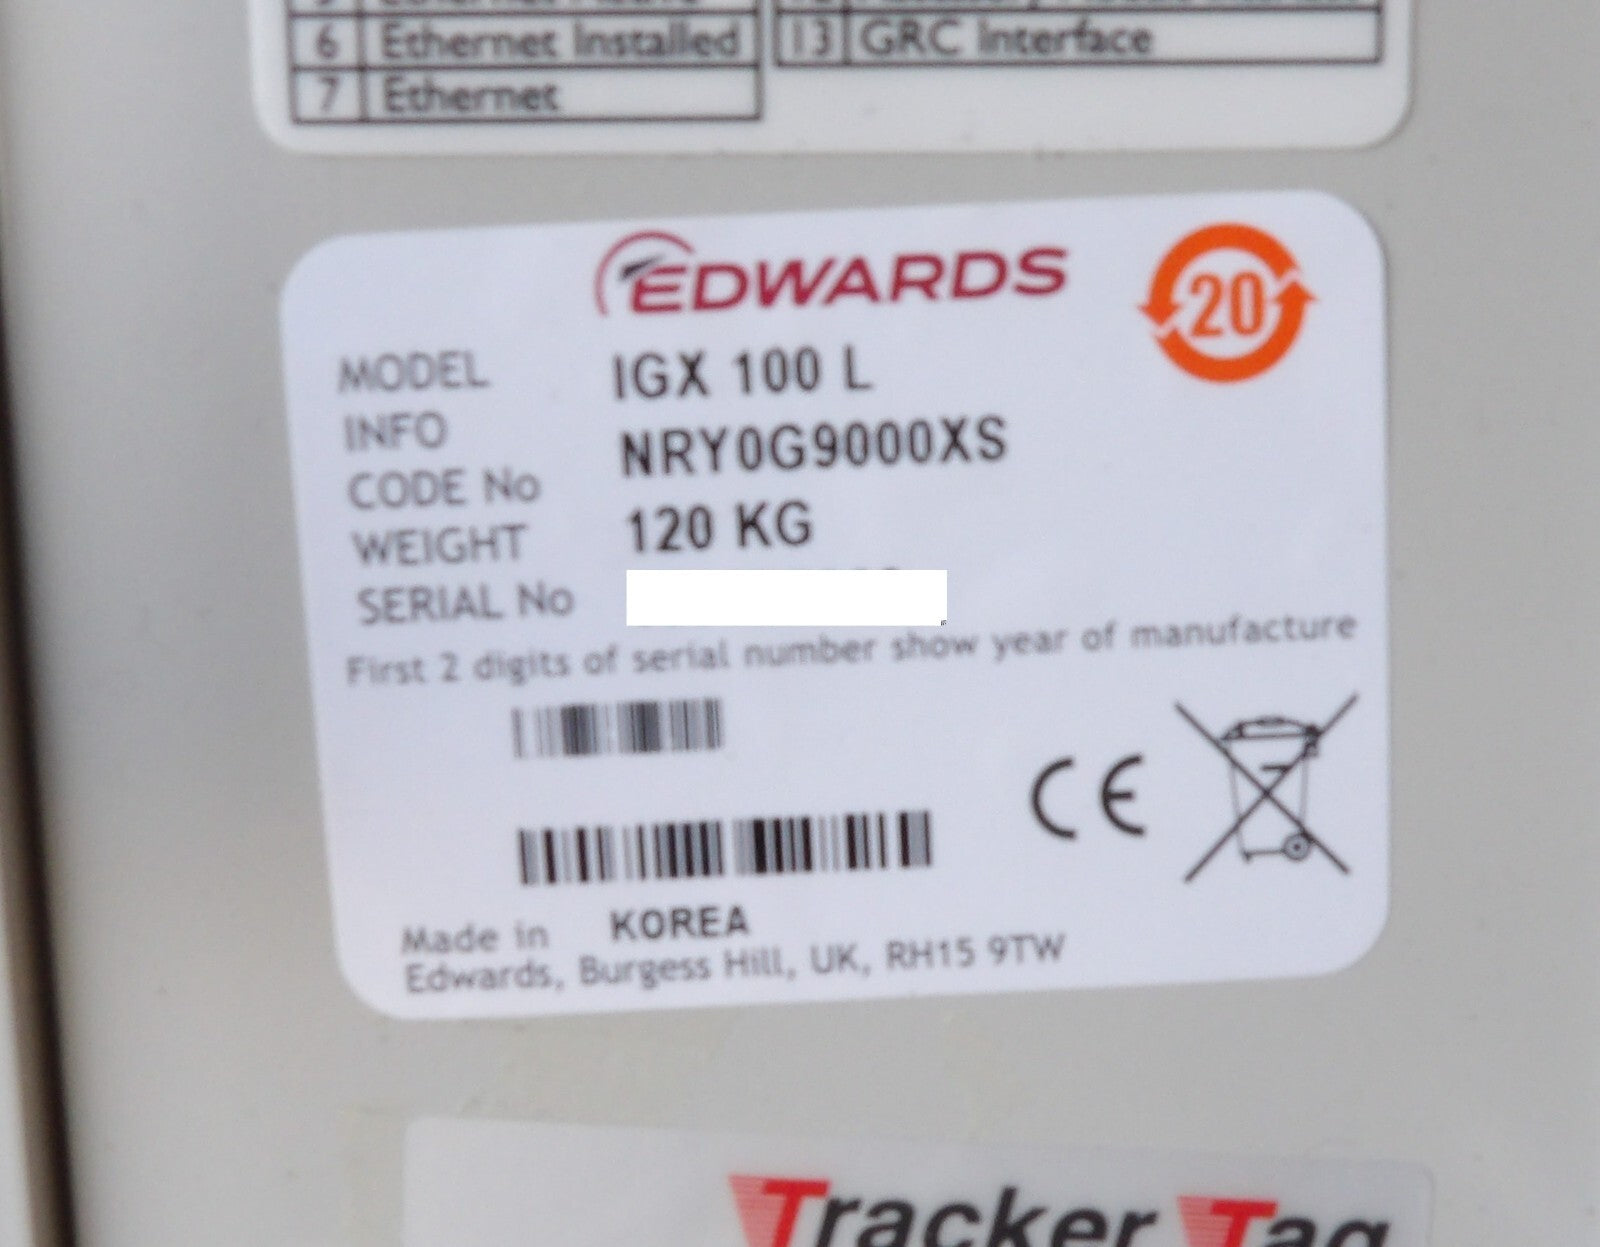 6 Ethernet Installed 13 GRC Interface
7 Ethernet
EDWARDS
20
MODEL IGX 100 L
INFO
CODE No NRY0G9000XS
WEIGHT 120 KG
SERIAL No
First 2 digits of serial number show year of manufacture
CE
Made in KOREA
Edwards, Burgess Hill, UK, RH15 9TW
Tracker Tag